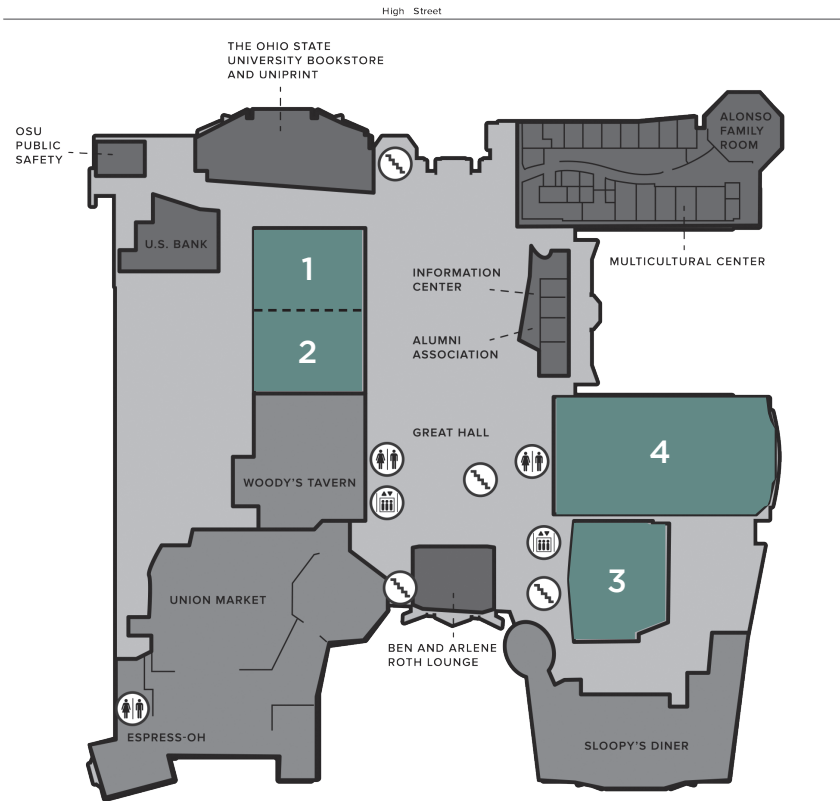 High Street
THE OHIO STATE
UNIVERSITY BOOKSTORE
AND UNIPRINT
OSU
PUBLIC
SAFETY
ALONSO
FAMILY
ROOM
U.S. BANK
MULTICULTURAL CENTER
1
INFORMATION
CENTER
2
ALUMNI
ASSOCIATION
GREAT HALL
4
WOODY'S TAVERN
3
UNION MARKET
BEN AND ARLENE
ROTH LOUNGE
ESPRESS-OH
SLOOPY'S DINER